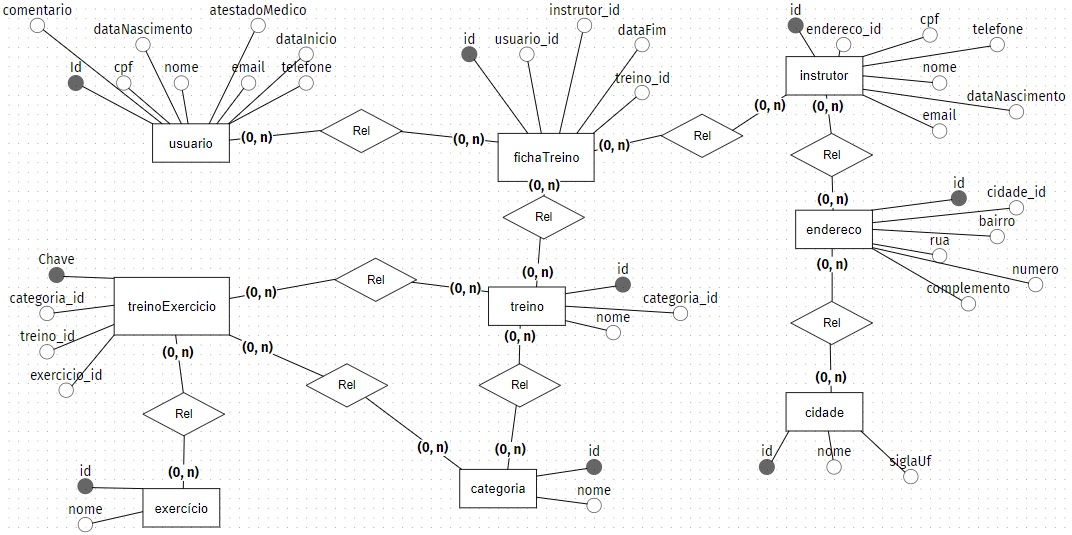 comentario
dataNascimento
atestadoMedico
dataInicio
Id
cpf
nome
email
telefone
usuario
(0, n)
Rel
(0, n)
id
usuario_id
instrutor_id
dataFim
treino_id
fichaTreino
(0, n)
Rel
(0, n)
id
endereco_id
cpf
telefone
nome
dataNascimento
email
instrutor
(0, n)
Rel
(0, n)
id
cidade_id
bairro
rua
numero
complemento
endereco
(0, n)
Rel
(0, n)
cidade
id
nome
siglaUf
(0, n)
Rel
(0, n)
treino
id
categoria_id
nome
(0, n)
Rel
(0, n)
Chave
categoria_id
treino_id
exercicio_id
treinoExercício
(0, n)
Rel
(0, n)
(0, n)
Rel
(0, n)
(0, n)
Rel
(0, n)
categoria
id
nome
id
nome
exercício